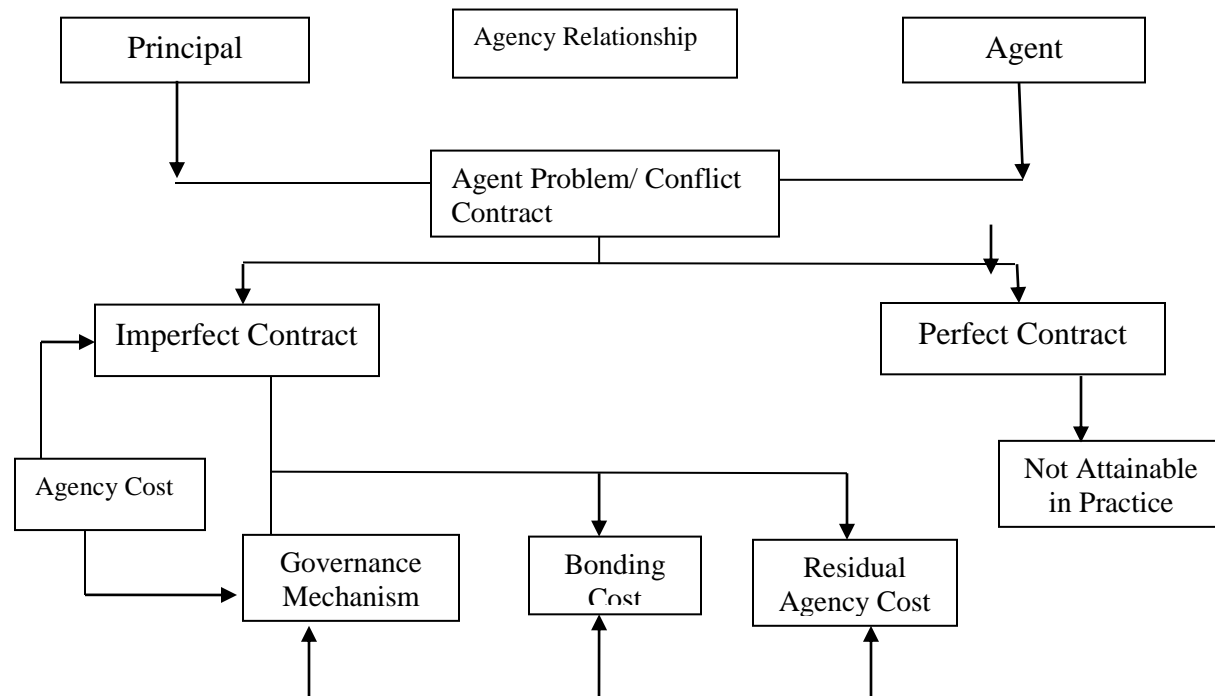 Principal
Agency Relationship
Agent
Agent Problem/ Conflict
Contract
Imperfect Contract
Perfect Contract
Agency Cost
Not Attainable
in Practice
Governance
Mechanism
Bonding
Cost
Residual
Agency Cost